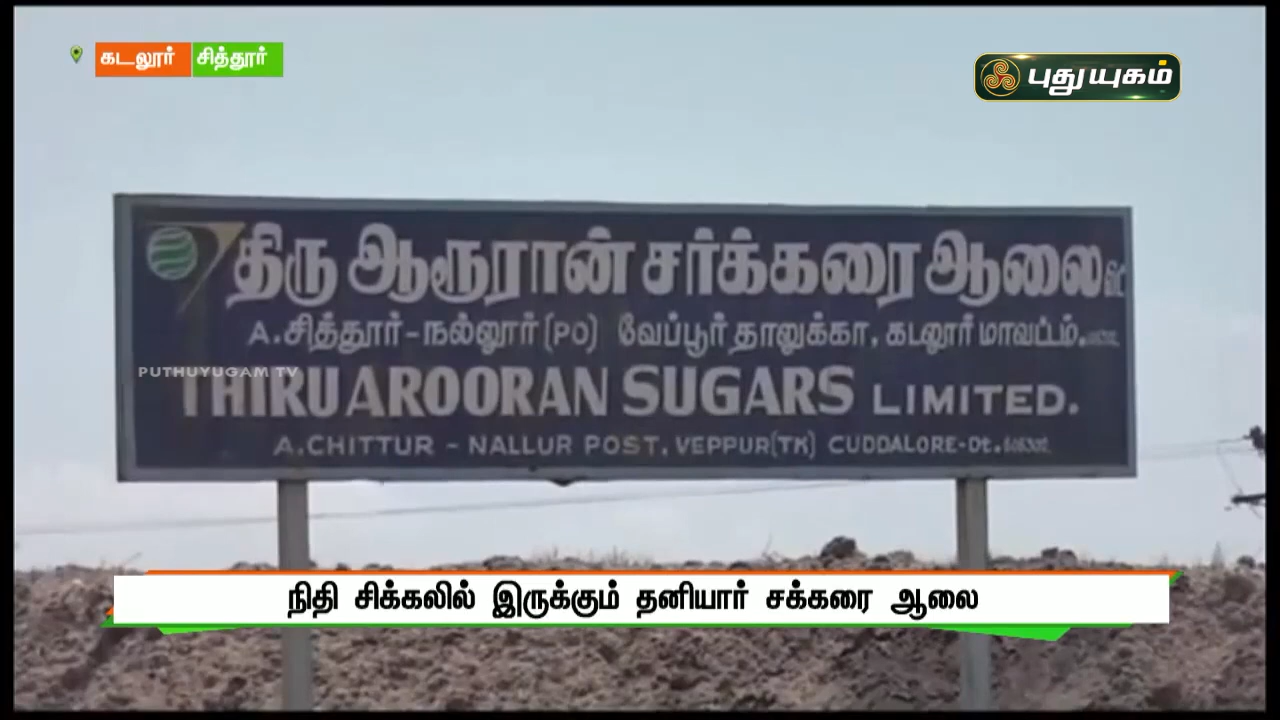 கடலூர் சித்தூர்
புதுயுகம்
திரு ஆரூரான் சர்க்கரை ஆலை லிட்
A.சித்தூர் - நல்லூர் (PO) வேப்பூர் தாலுக்கா, கடலூர் மாவட்டம்.
PUTHUYUGAM TV
THIRU AROORAN SUGARS LIMITED.
A.CHITTUR - NALLUR POST, VEPPUR(TK) CUDDALORE-Dt.
நிதி சிக்கலில் இருக்கும் தனியார் சக்கரை ஆலை